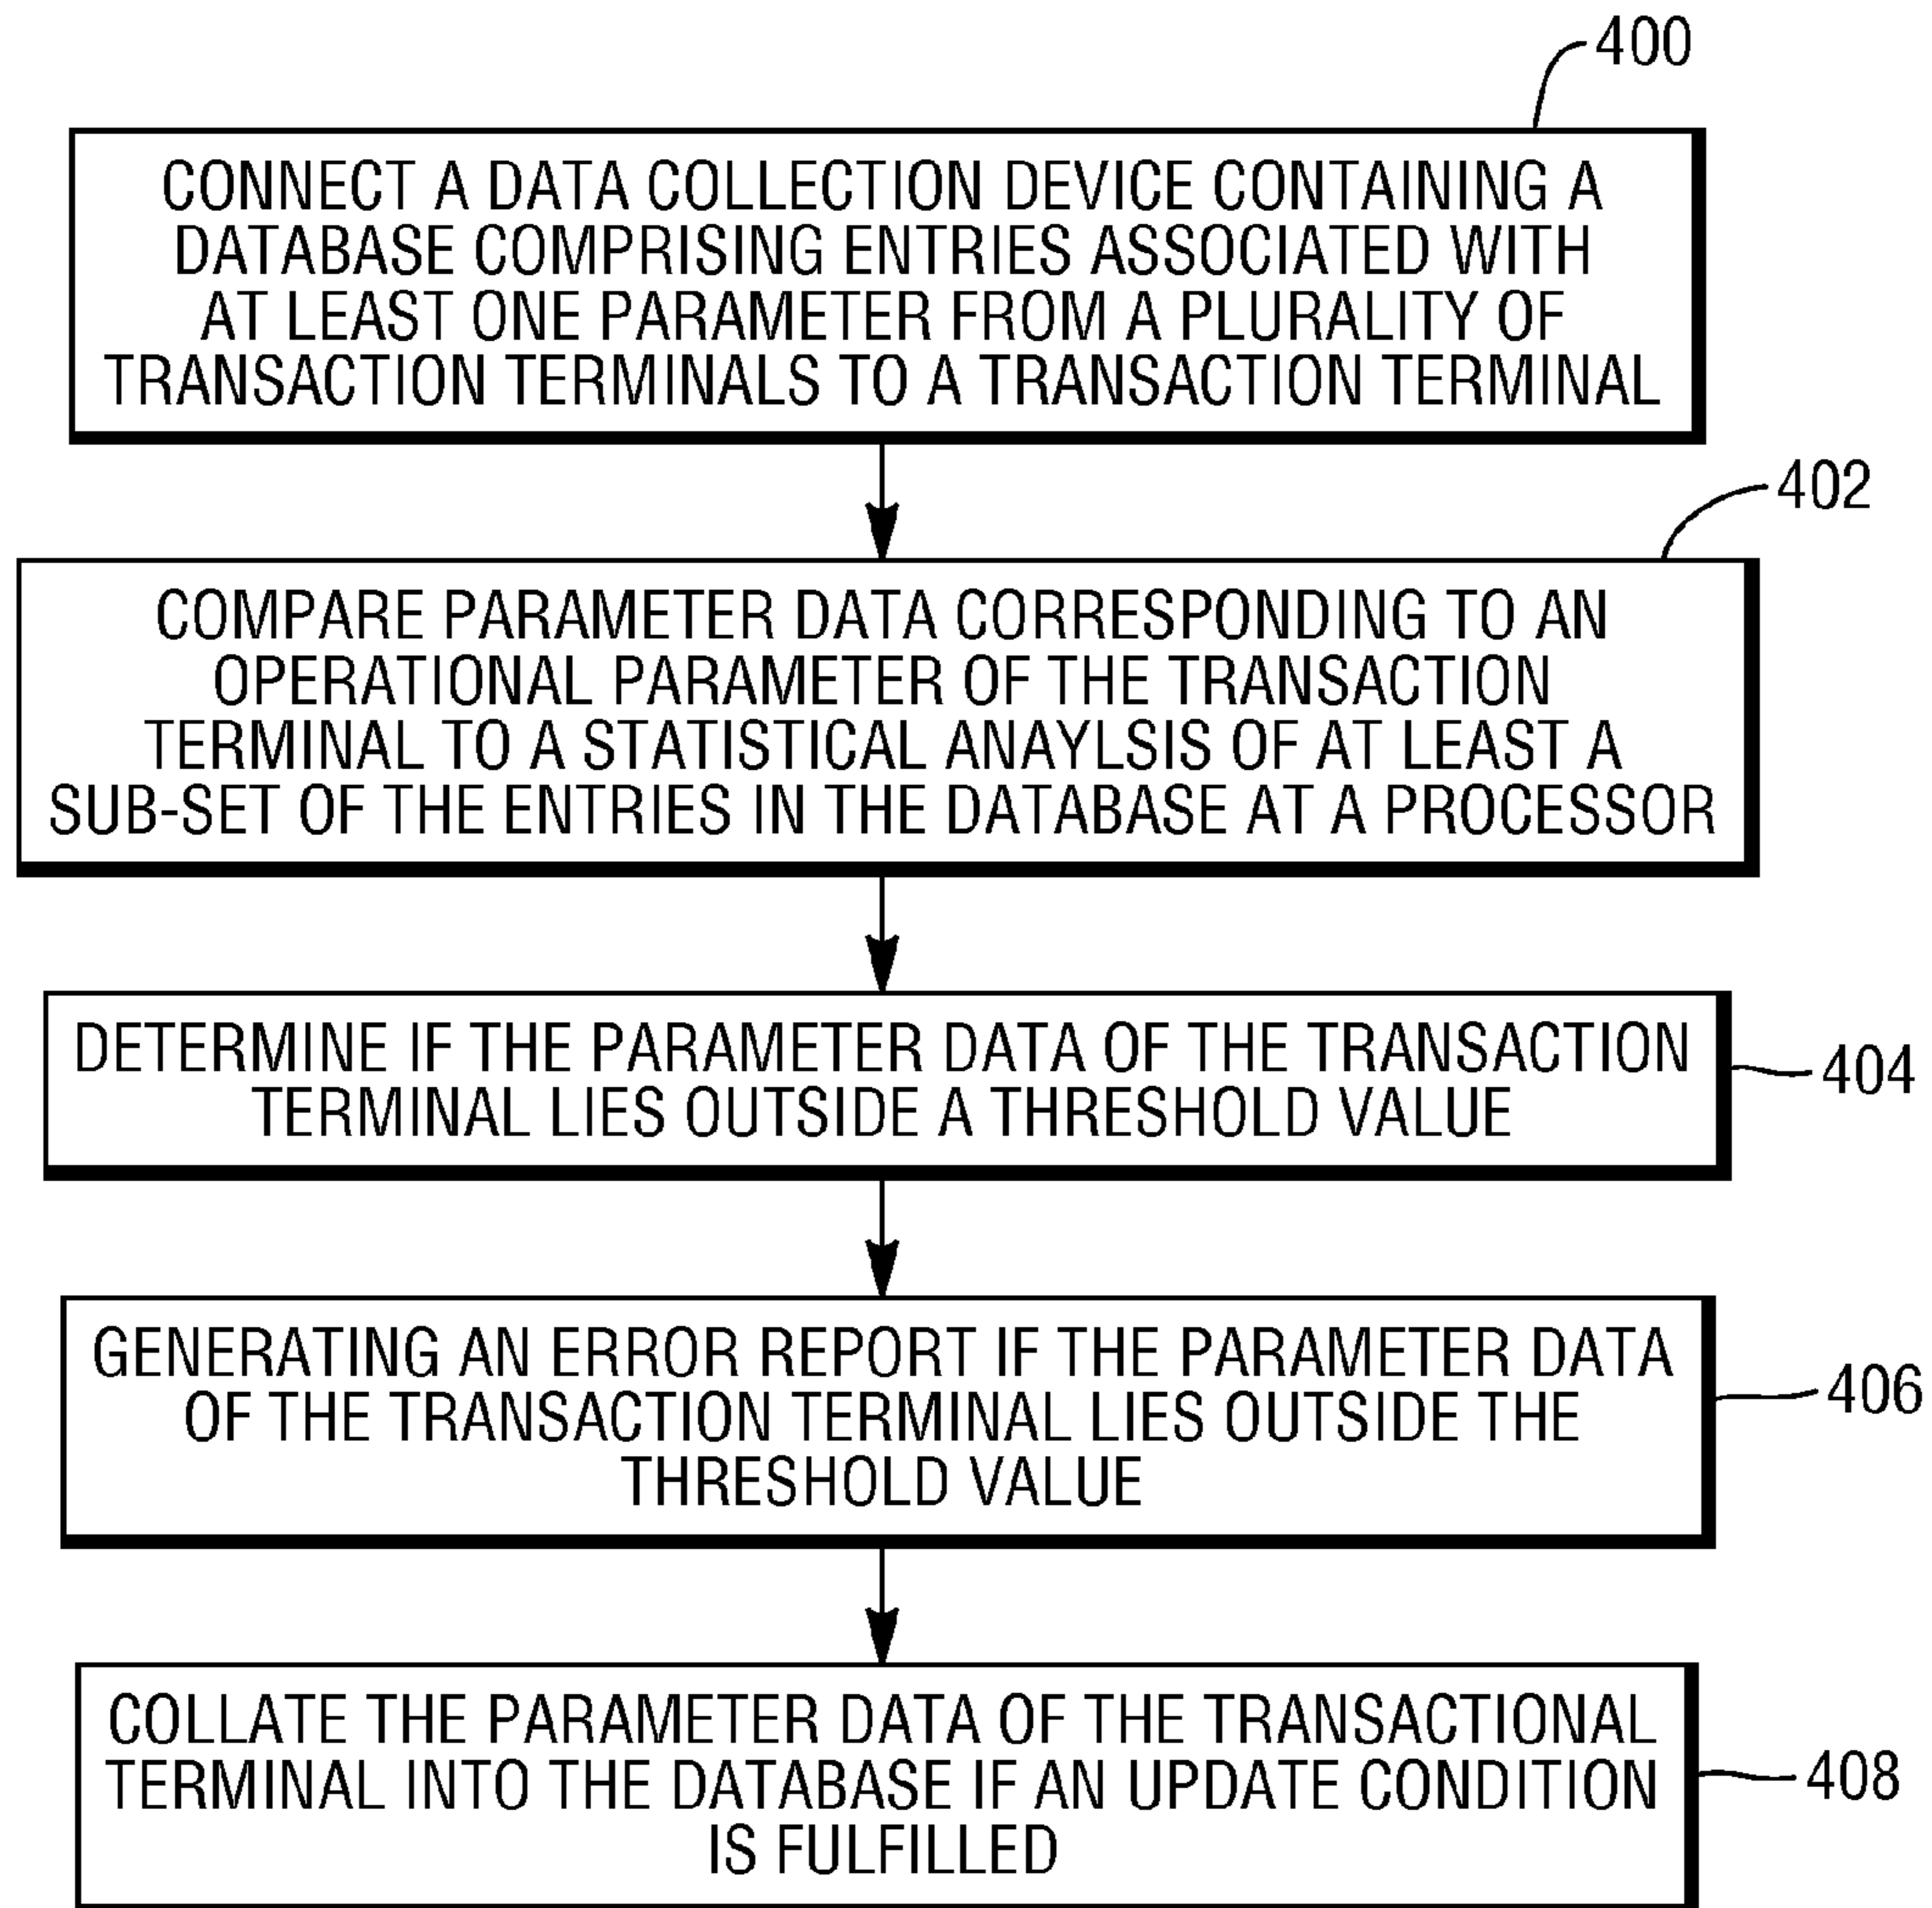 400
CONNECT A DATA COLLECTION DEVICE CONTAINING A
DATABASE COMPRISING ENTRIES ASSOCIATED WITH
AT LEAST ONE PARAMETER FROM A PLURALITY OF
TRANSACTION TERMINALS TO A TRANSACTION TERMINAL
402
COMPARE PARAMETER DATA CORRESPONDING TO AN
OPERATIONAL PARAMETER OF THE TRANSACTION
TERMINAL TO A STATISTICAL ANAYLSIS OF AT LEAST A
SUB-SET OF THE ENTRIES IN THE DATABASE AT A PROCESSOR
DETERMINE IF THE PARAMETER DATA OF THE TRANSACTION
TERMINAL LIES OUTSIDE A THRESHOLD VALUE
404
GENERATING AN ERROR REPORT IF THE PARAMETER DATA
OF THE TRANSACTION TERMINAL LIES OUTSIDE THE
THRESHOLD VALUE
406
COLLATE THE PARAMETER DATA OF THE TRANSACTIONAL
TERMINAL INTO THE DATABASE IF AN UPDATE CONDITION
IS FULFILLED
408